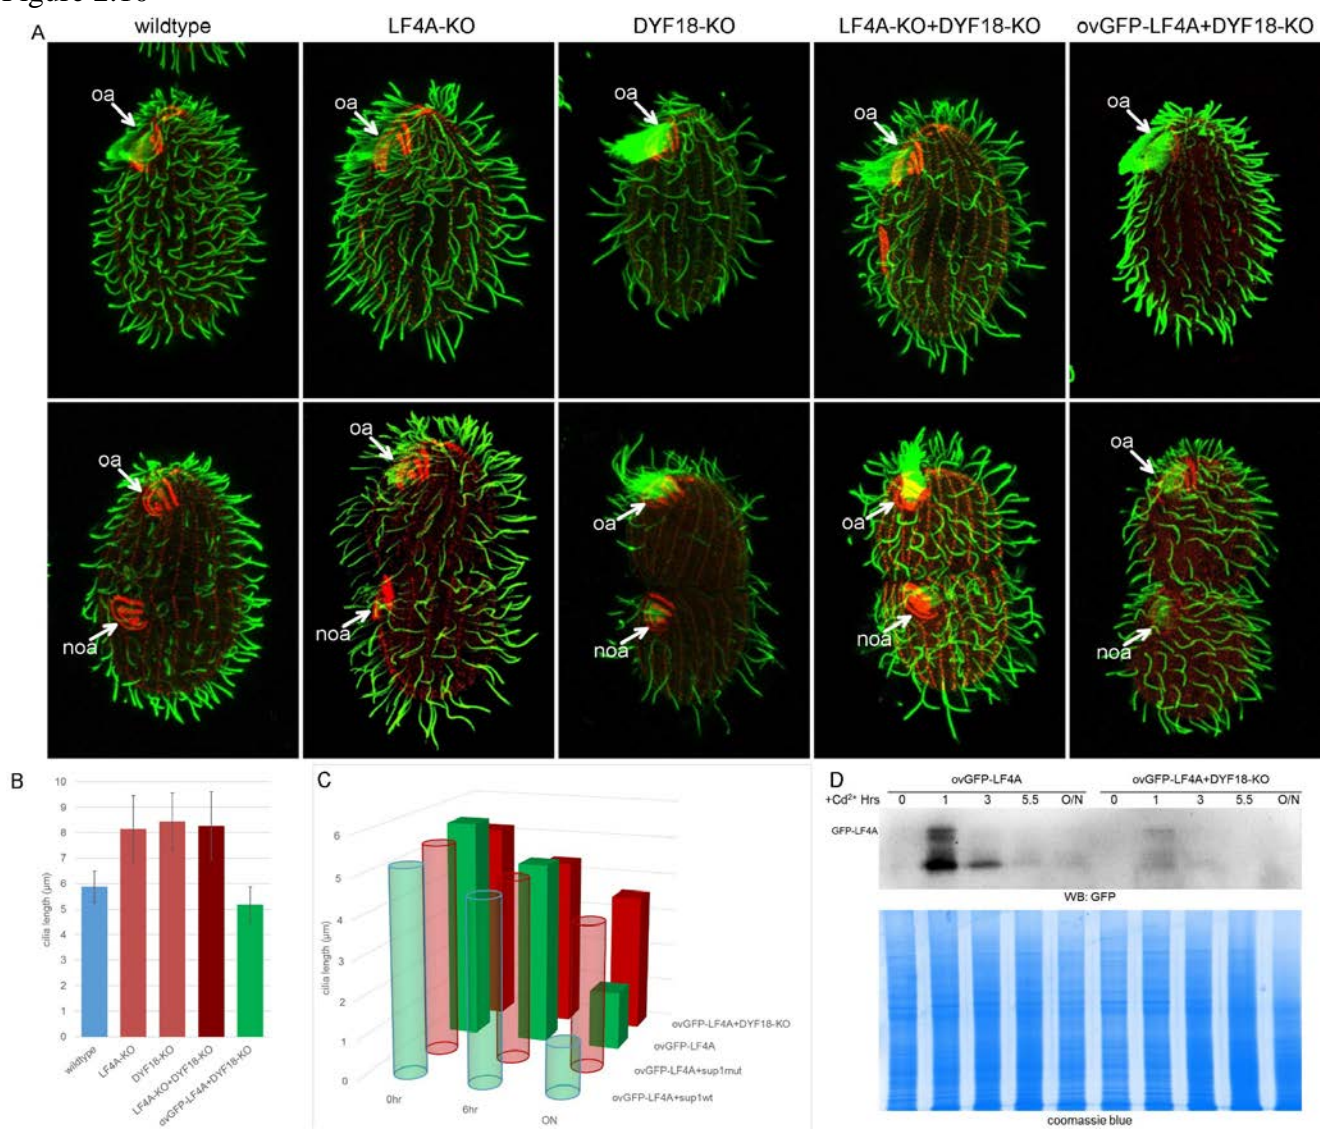 wildtype LF4A-KO DYF18-KO LF4A-KO+DYF18-KO ovGFP-LF4A+DYF18-KO
A
oa oa oa oa oa
oa oa oa oa oa
noa noa noa noa noa
B
10
9
8
7
6
5
4
3
2
1
0
cilia length (µm)
wildtype
LF4A-KO
DYF18-KO
LF4A-KO+DYF18-KO
ovGFP-LF4A+DYF18-KO
C
6
5
4
3
2
1
0
cilia length (µm)
0hr
6hr
ON
ovGFP-LF4A+DYF18-KO
ovGFP-LF4A
ovGFP-LF4A+sup1mut
ovGFP-LF4A+sup1wt
D
ovGFP-LF4A ovGFP-LF4A+DYF18-KO
+Cd²⁺ Hrs 0 1 3 5.5 O/N 0 1 3 5.5 O/N
GFP-LF4A
WB: GFP
coomassie blue